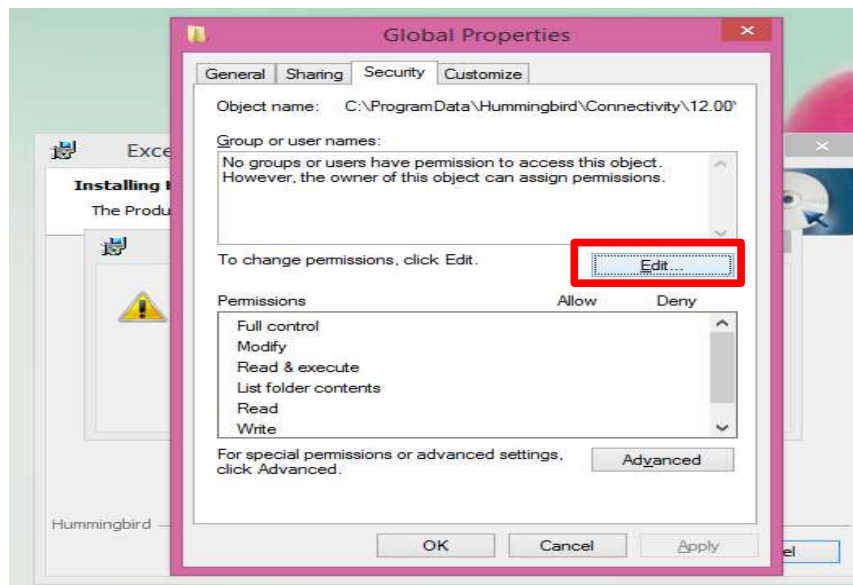 Global Properties
General Sharing Security Customize
Object name: C:\ProgramData\Hummingbird\Connectivity\12.00
Group or user names:
No groups or users have permission to access this object.
However, the owner of this object can assign permissions.
To change permissions, click Edit.
Edit...
Permissions Allow Deny
Full control
Modify
Read & execute
List folder contents
Read
Write
For special permissions or advanced settings,
click Advanced.
Advanced
OK Cancel Apply
Exce
Installing
The Produ
Hummingbird
el